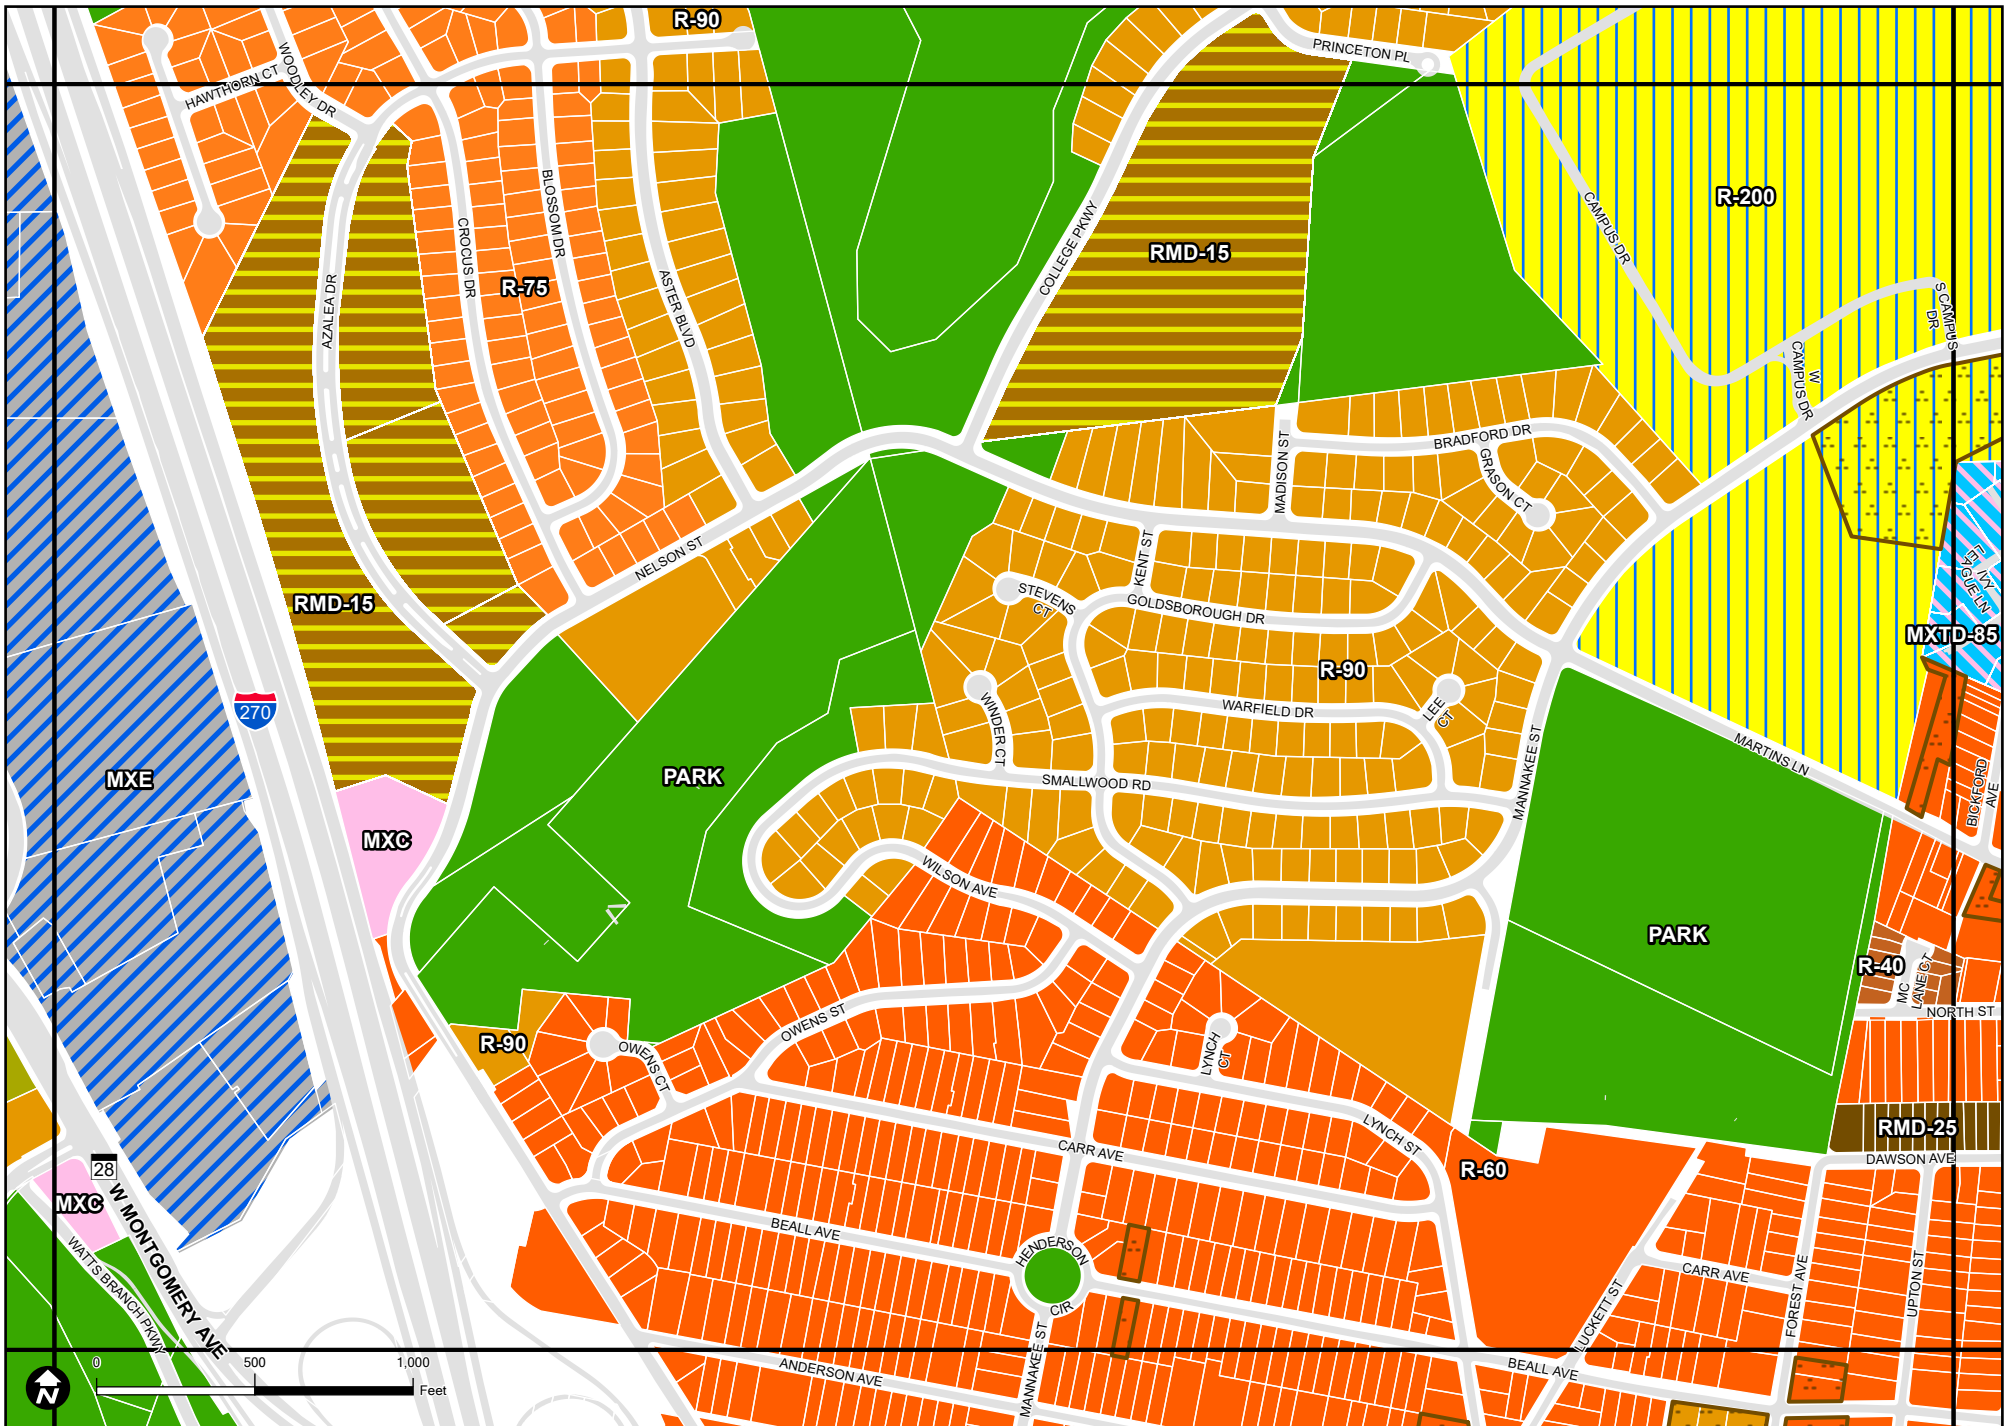 R-90
PRINCETON PL
WOODLEY DR
HAWTHORN CT
R-200
CAMPUS DR
BLOSSOM DR
COLLEGE PKWY
CROCUS DR
RMD-15
AZALEA DR
R-75
ASTER BLVD
S CAMPUS
DR
W
CAMPUS DR
BRADFORD DR
MADISON ST
GRASON CT
NELSON ST
KENT ST
IVY
LEAGUE LN
STEVENS
CT
GOLDSBOROUGH DR
RMD-15
MXTD-85
R-90
270
WINDER CT
WARFIELD DR
LEE
CT
MANNAKEE ST
MARTINS LN
MXE
PARK
SMALLWOOD RD
BICKFORD
AVE
MXC
WILSON AVE
PARK
R-40
MC
LANE CT
NORTH ST
OWENS ST
R-90
OWENS CT
LYNCH
CT
LYNCH ST
CARR AVE
RMD-25
DAWSON AVE
R-60
28
MXC
W MONTGOMERY AVE
WATTS BRANCH PKWY
BEALL AVE
HENDERSON
CIR
CARR AVE
FOREST AVE
UPTON ST
LUCKETT ST
MANNAKEE ST
ANDERSON AVE
BEALL AVE
N
0 500 1,000
Feet